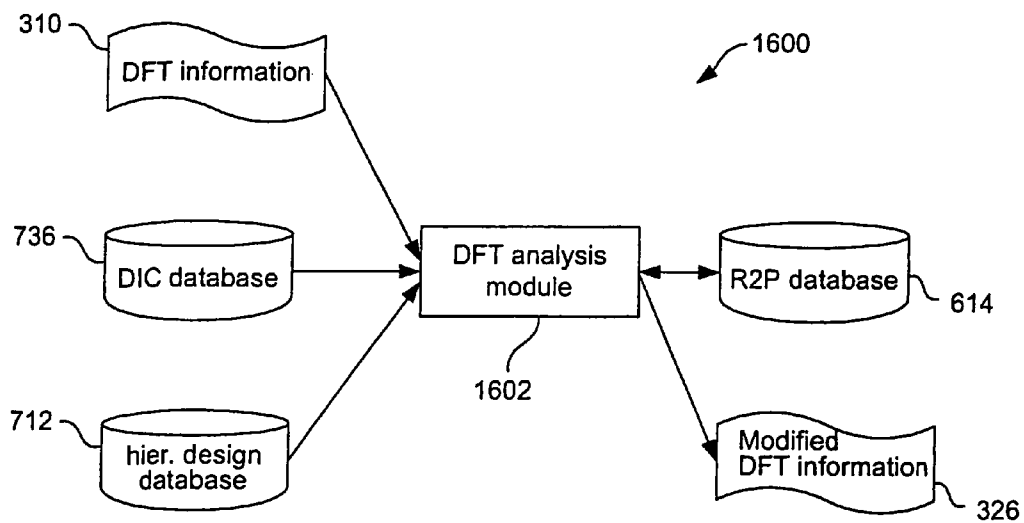 310
DFT information
1600
736
DIC database
DFT analysis
module
1602
R2P database
614
712
hier. design
database
Modified
DFT information
326